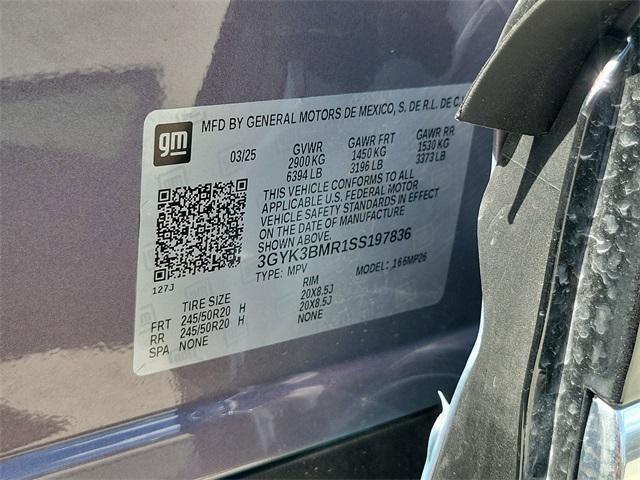 gm
MFD BY GENERAL MOTORS DE MEXICO, S. DE R.L. DE C.
03/25 GVWR GAWR FRT GAWR RR
2900 KG 1450 KG 1530 KG
6394 LB 3196 LB 3373 LB
THIS VEHICLE CONFORMS TO ALL
APPLICABLE U.S. FEDERAL MOTOR
VEHICLE SAFETY STANDARDS IN EFFECT
ON THE DATE OF MANUFACTURE
SHOWN ABOVE.
3GYK3BMR1SS197836
TYPE: MPV MODEL: 166MP26
127J
TIRE SIZE RIM
FRT 245/50R20 H 20X8.5J
RR 245/50R20 H 20X8.5J
SPA NONE NONE